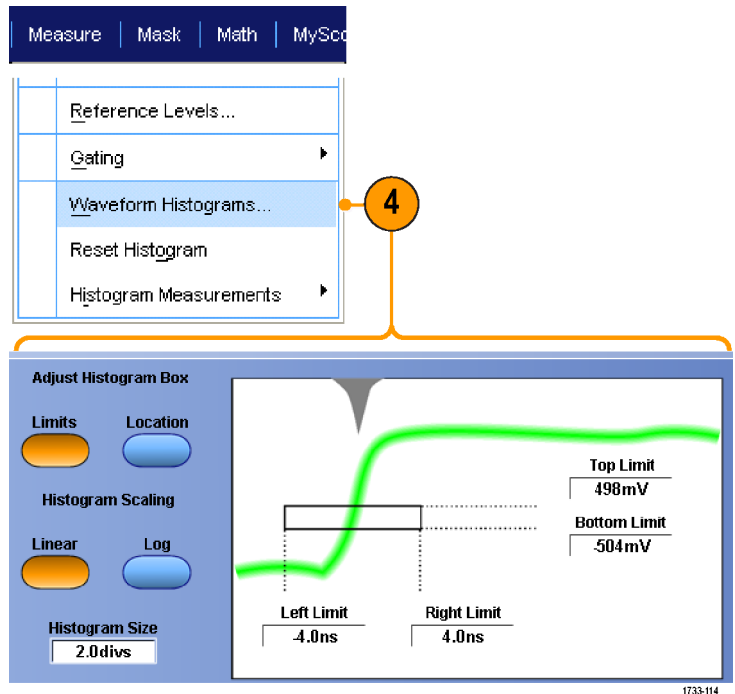 Measure Mask Math MySco
Reference Levels...
Gating
Waveform Histograms...
4
Reset Histogram
Histogram Measurements
Adjust Histogram Box
Limits Location
Histogram Scaling
Linear Log
Histogram Size
2.0divs
Top Limit
498mV
Bottom Limit
-504mV
Left Limit Right Limit
-4.0ns 4.0ns
1733-114